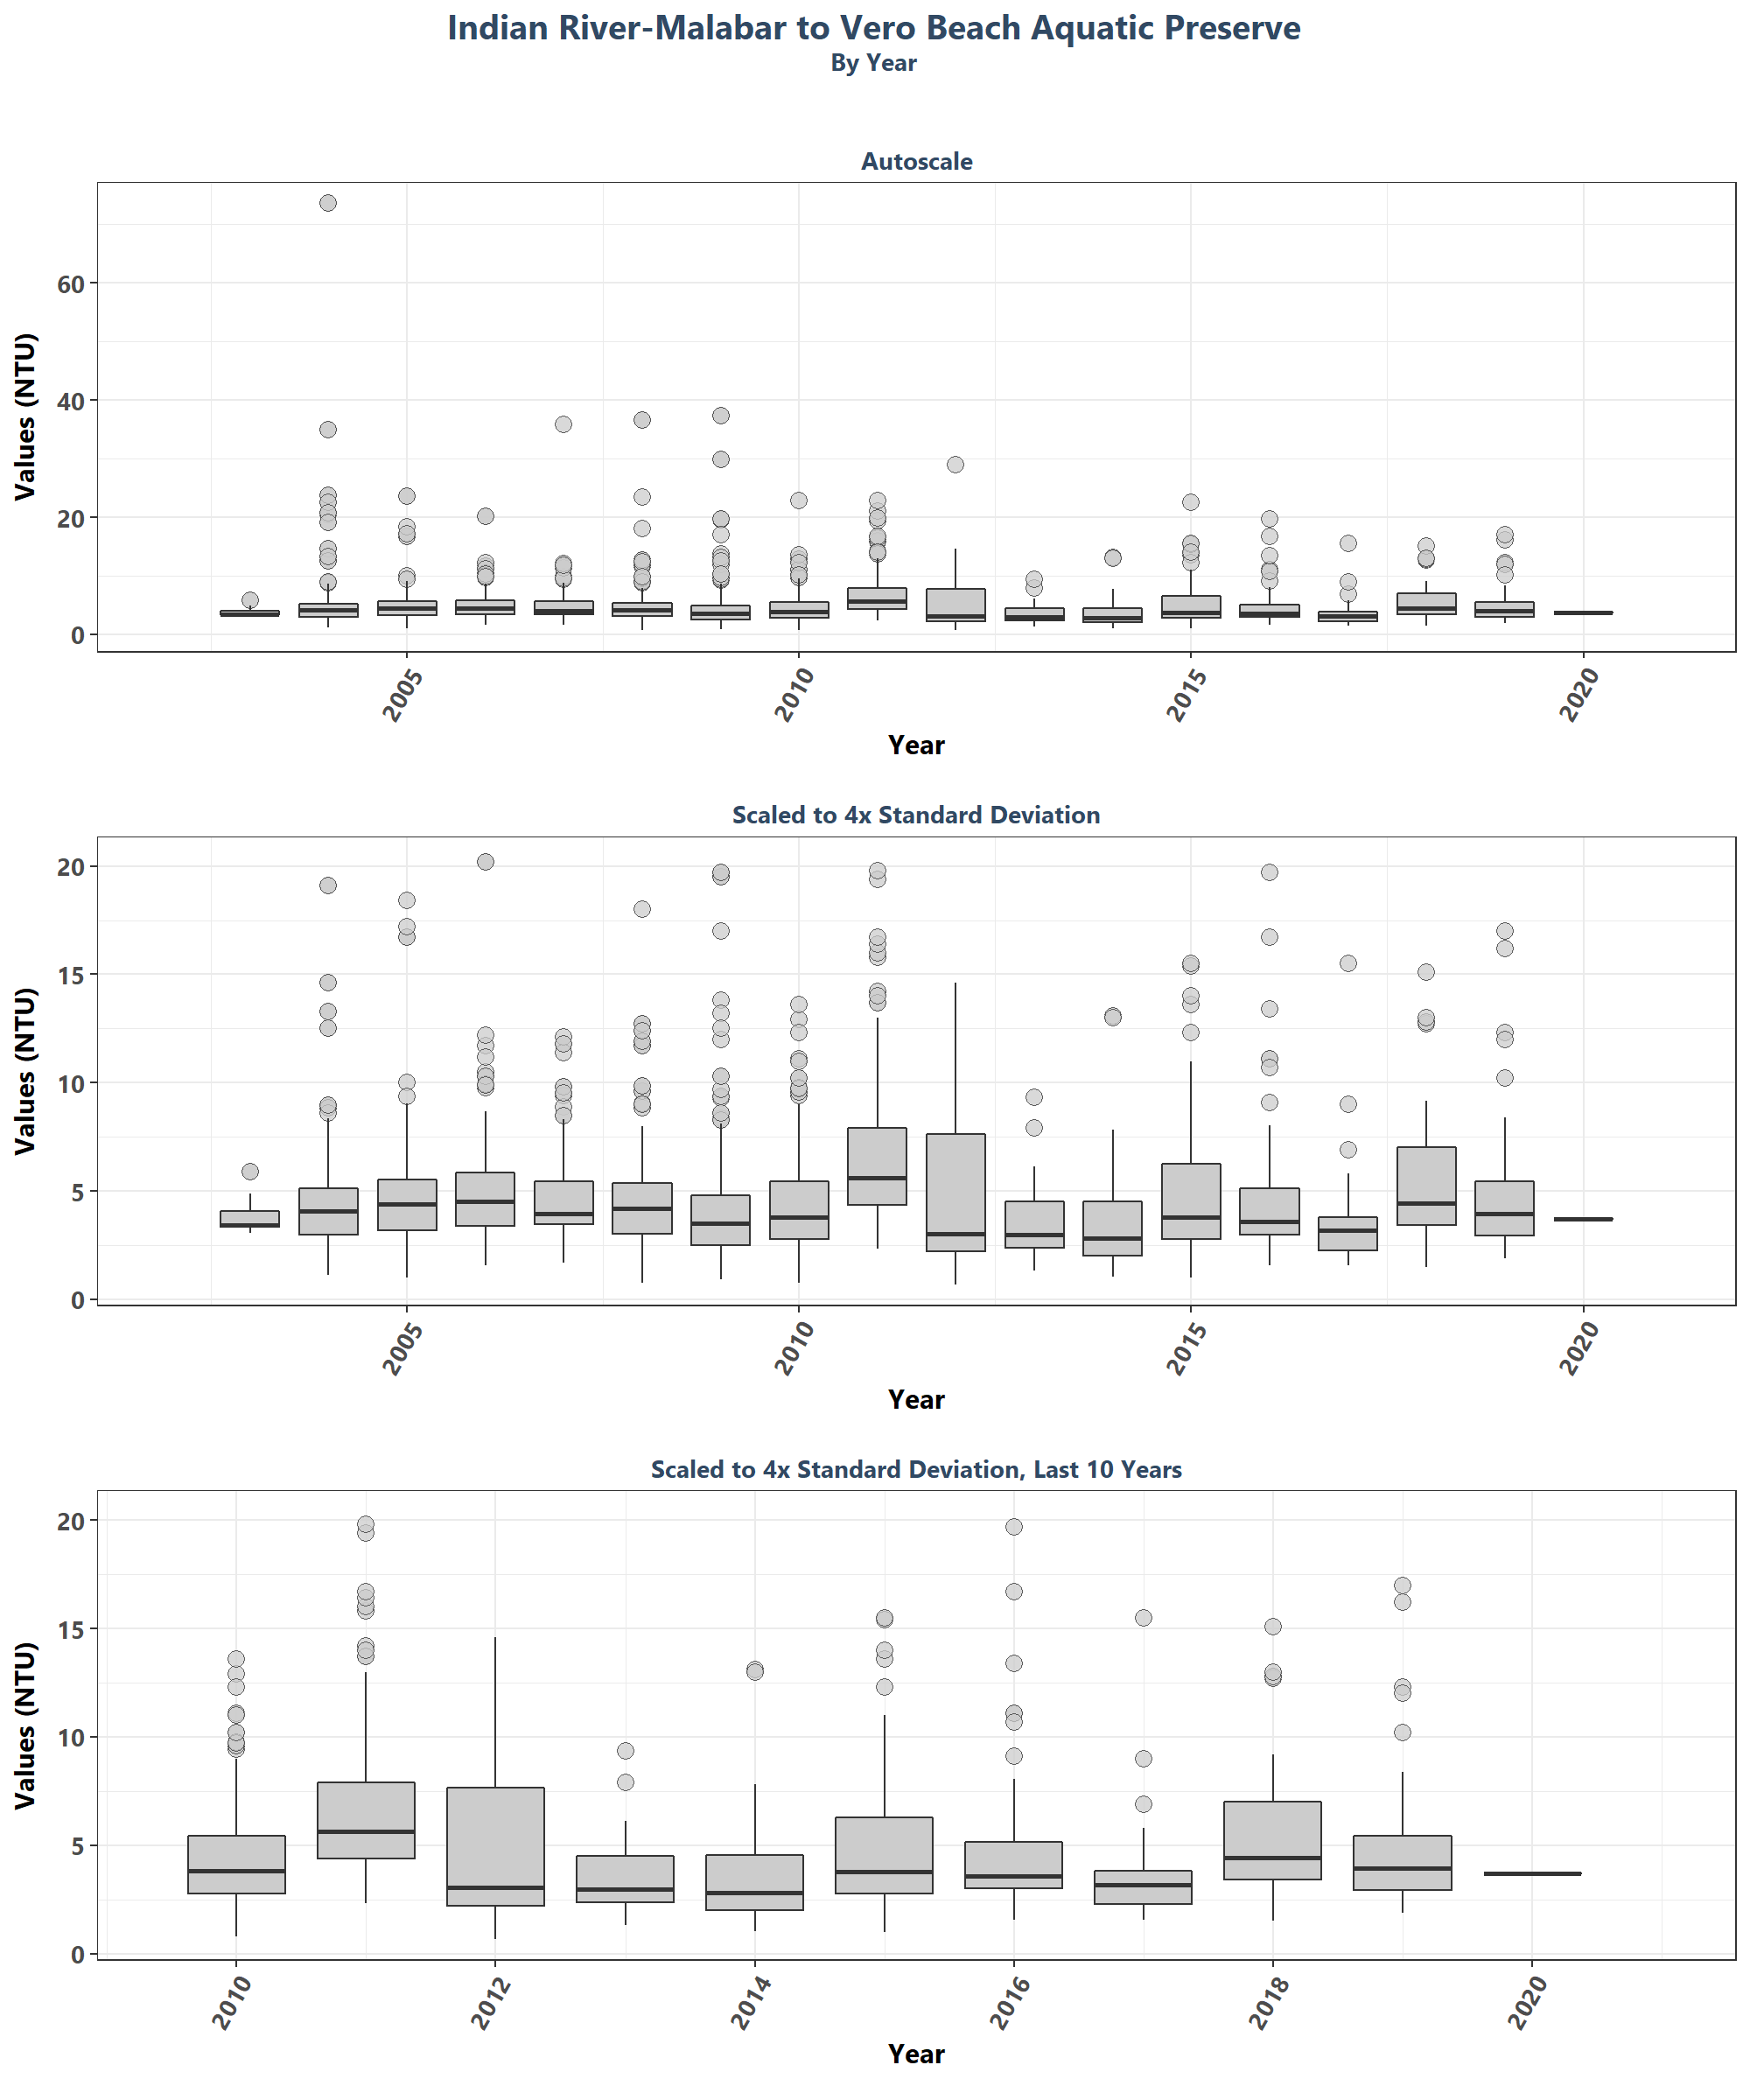 Indian River-Malabar to Vero Beach Aquatic Preserve
By Year
Autoscale
Values (NTU)
60
40
20
0
2005
2010
2015
2020
Year
Scaled to 4x Standard Deviation
Values (NTU)
20
15
10
5
0
2005
2010
2015
2020
Year
Scaled to 4x Standard Deviation, Last 10 Years
Values (NTU)
20
15
10
5
0
2010
2012
2014
2016
2018
2020
Year